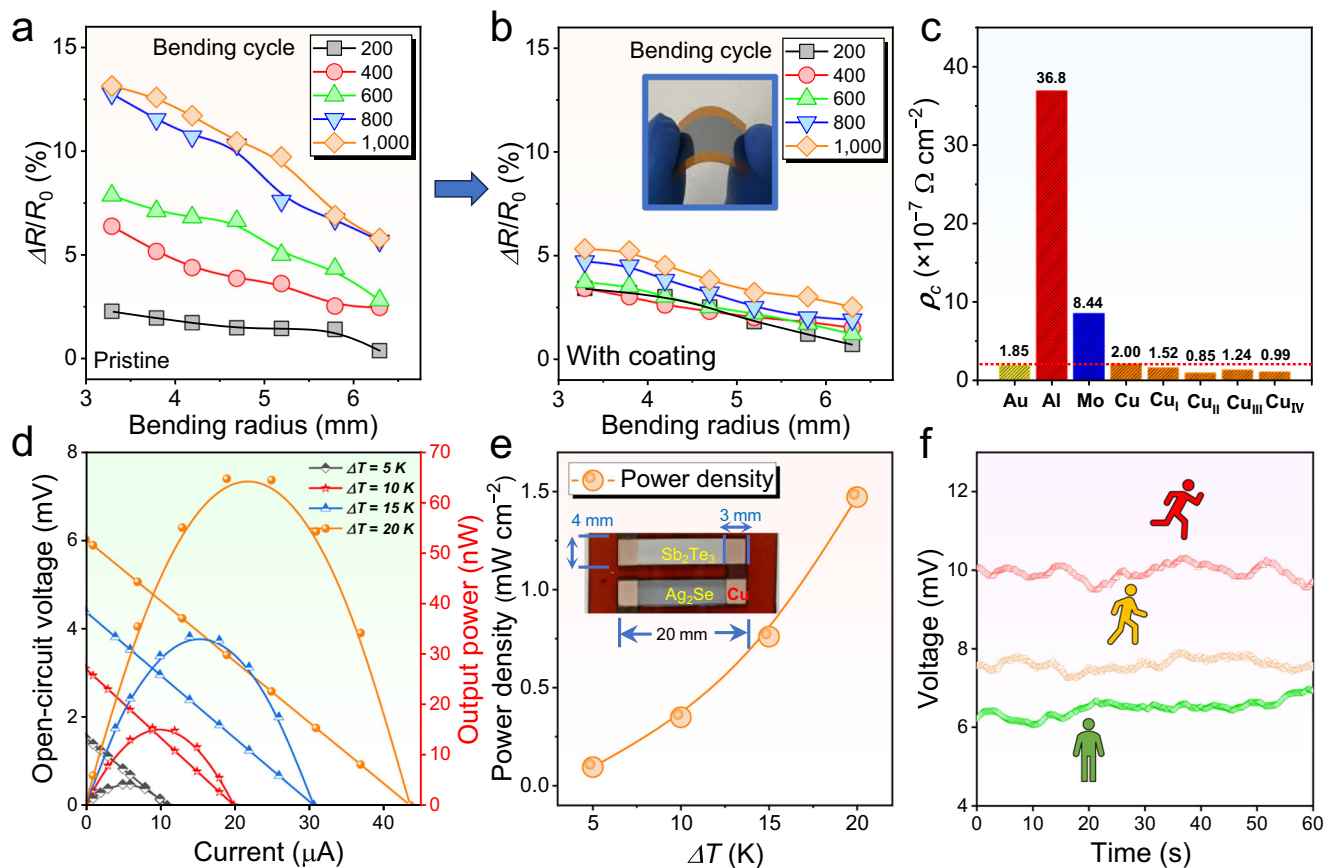 a
15
10
5
0
ΔR/R0 (%)
Bending cycle
200
400
600
800
1,000
Pristine
3 4 5 6
Bending radius (mm)
b
15
10
5
0
ΔR/R0 (%)
Bending cycle
200
400
600
800
1,000
With coating
3 4 5 6
Bending radius (mm)
c
40
30
20
10
0
ρc (×10⁻⁷ Ω cm⁻²)
1.85
36.8
8.44
2.00
1.52
0.85
1.24
0.99
Au Al Mo Cu CuI CuII CuIII CuIV
d
8
6
4
2
0
Open-circuit voltage (mV)
ΔT = 5 K
ΔT = 10 K
ΔT = 15 K
ΔT = 20 K
70
60
50
40
30
20
10
0
Output power (nW)
0 10 20 30 40
Current (μA)
e
1.5
1.0
0.5
0.0
Power density (mW cm⁻²)
Power density
4 mm
3 mm
Sb2Te3
Ag2Se
Cu
20 mm
5 10 15 20
ΔT (K)
f
12
10
8
6
4
Voltage (mV)
0 10 20 30 40 50 60
Time (s)